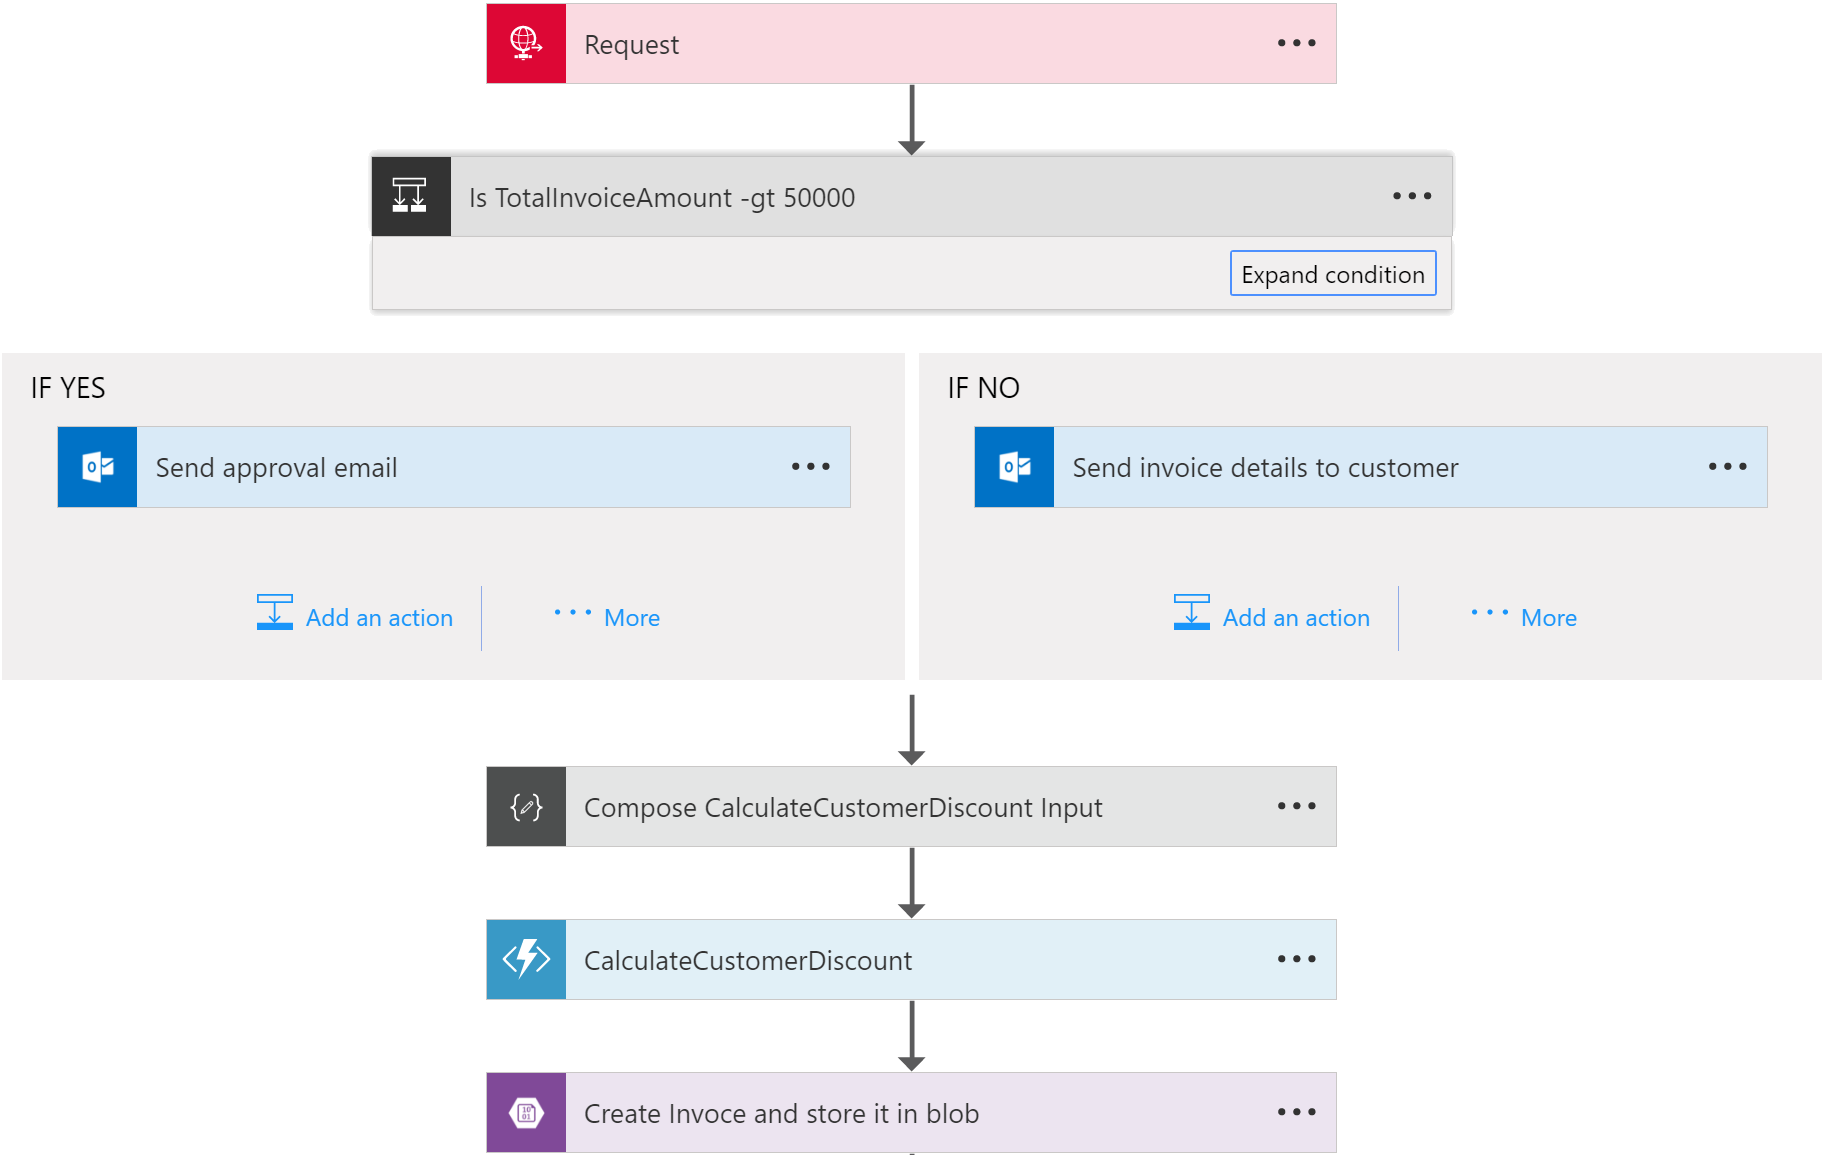 Request
Is TotalInvoiceAmount -gt 50000
Expand condition
IF YES
Send approval email
Add an action
More
IF NO
Send invoice details to customer
Add an action
More
Compose CalculateCustomerDiscount Input
CalculateCustomerDiscount
10
01
Create Invoce and store it in blob